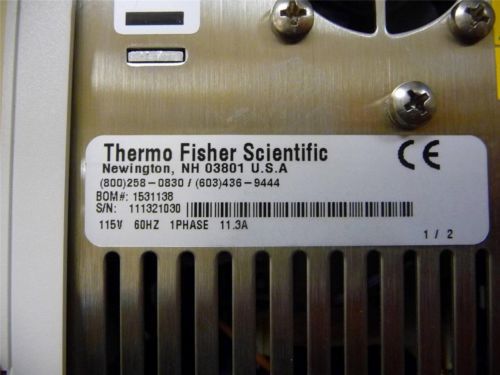 Thermo Fisher Scientific
Newington, NH 03801 U.S.A
(800)258-0830 / (603)436-9444
BOM#: 1531138
S/N: 111321030
115V 60HZ 1PHASE 11.3A
1 / 2
CE